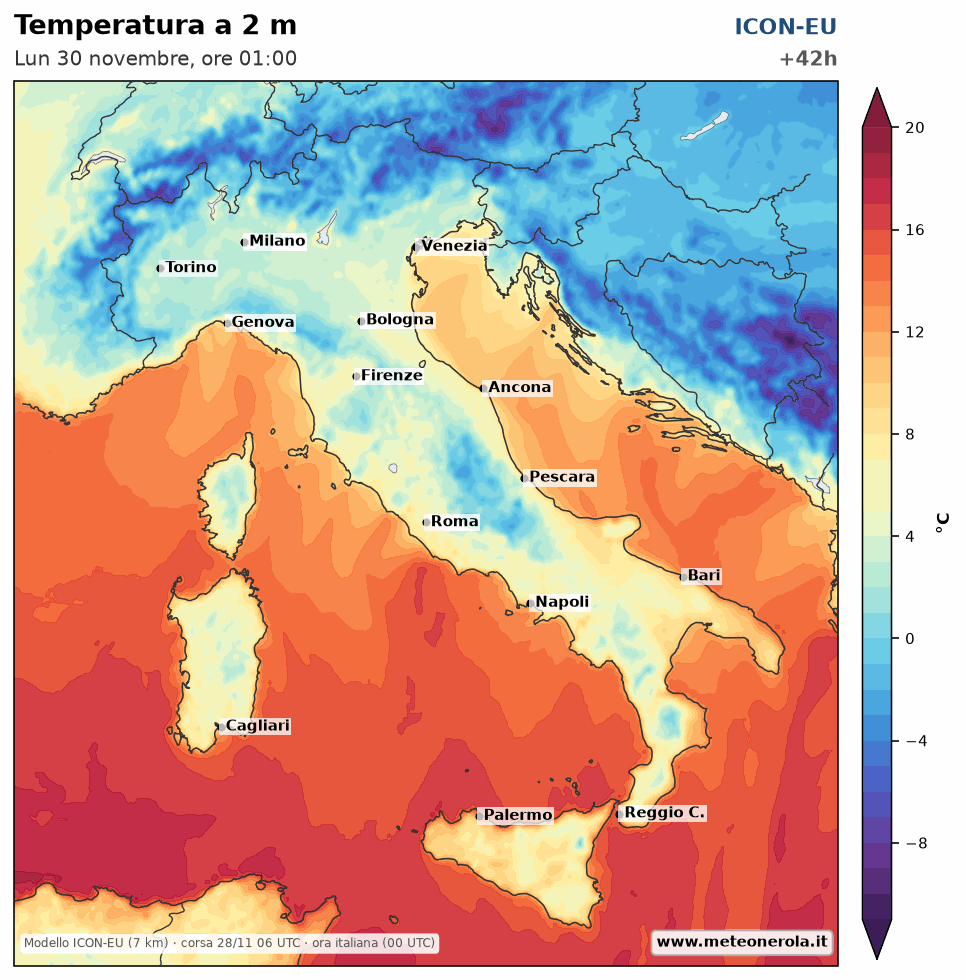 Temperatura a 2 m
ICON-EU
Lun 30 novembre, ore 01:00
+42h
20
16
12
8
4
0
−4
−8
°C
Milano
Venezia
Torino
Genova
Bologna
Firenze
Ancona
Pescara
Roma
Bari
Napoli
Cagliari
Palermo
Reggio C.
Modello ICON-EU (7 km) · corsa 28/11 06 UTC · ora italiana (00 UTC)
www.meteonerola.it